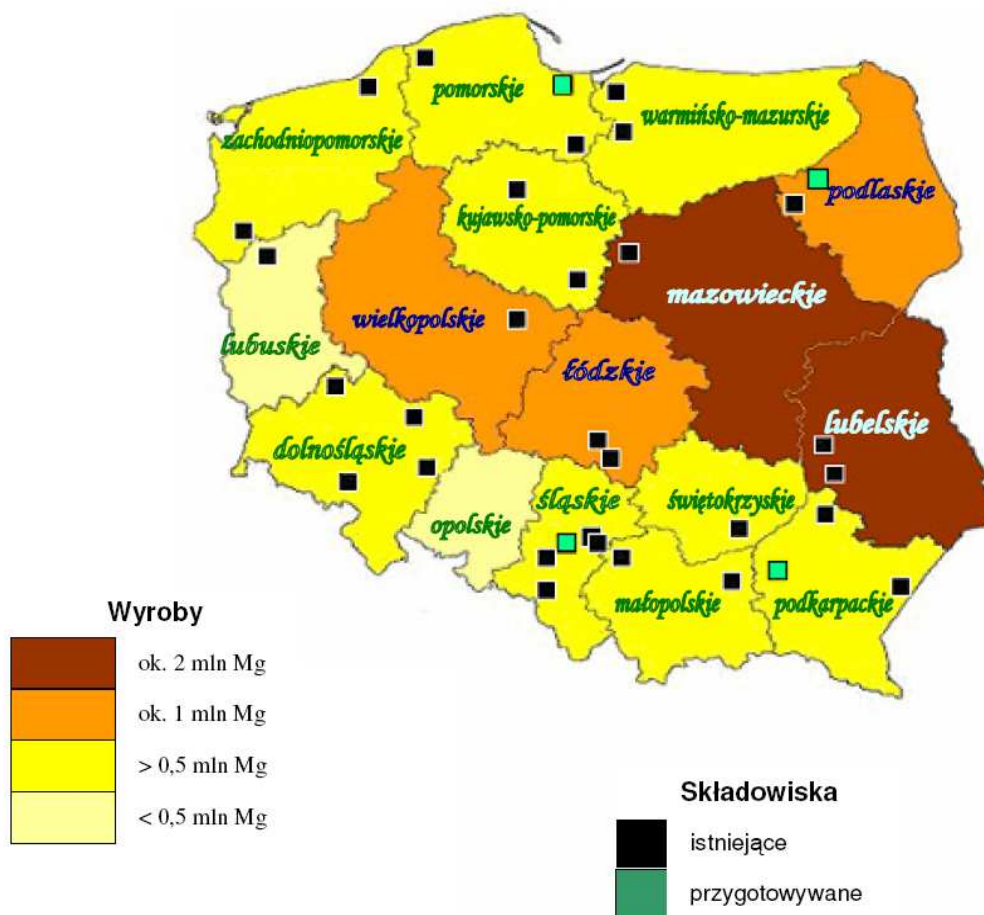 pomorskie
warmińsko-mazurskie
zachodniopomorskie
podlaskie
kujawsko-pomorskie
mazowieckie
wielkopolskie
lubuskie
łódzkie
lubelskie
dolnośląskie
śląskie
świętokrzyskie
opolskie
małopolskie
podkarpackie
Wyroby
ok. 2 mln Mg
ok. 1 mln Mg
> 0,5 mln Mg
< 0,5 mln Mg
Składowiska
istniejące
przygotowywane